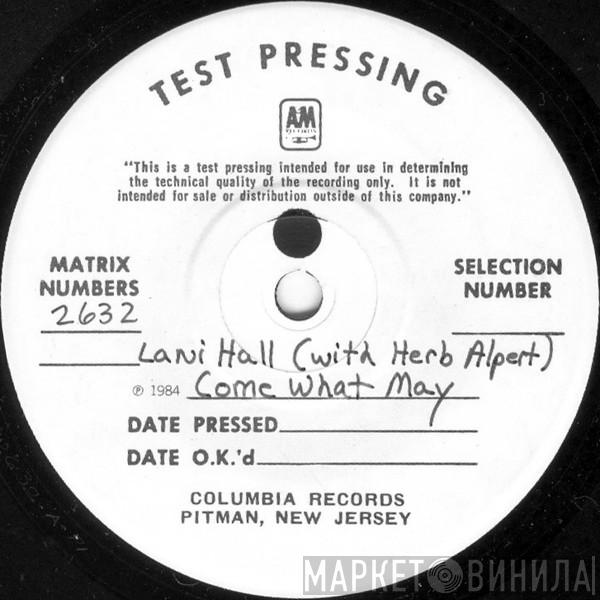 TEST PRESSING
AM
RECORDS
"This is a test pressing intended for use in determining
the technical quality of the recording only. It is not
intended for sale or distribution outside of this company."
MATRIX
NUMBERS
2632
SELECTION
NUMBER
Lani Hall (with Herb Alpert)
℗ 1984 Come What May
DATE PRESSED
DATE O.K.'d
COLUMBIA RECORDS
PITMAN, NEW JERSEY
МАРКЕТ ВИНИЛА